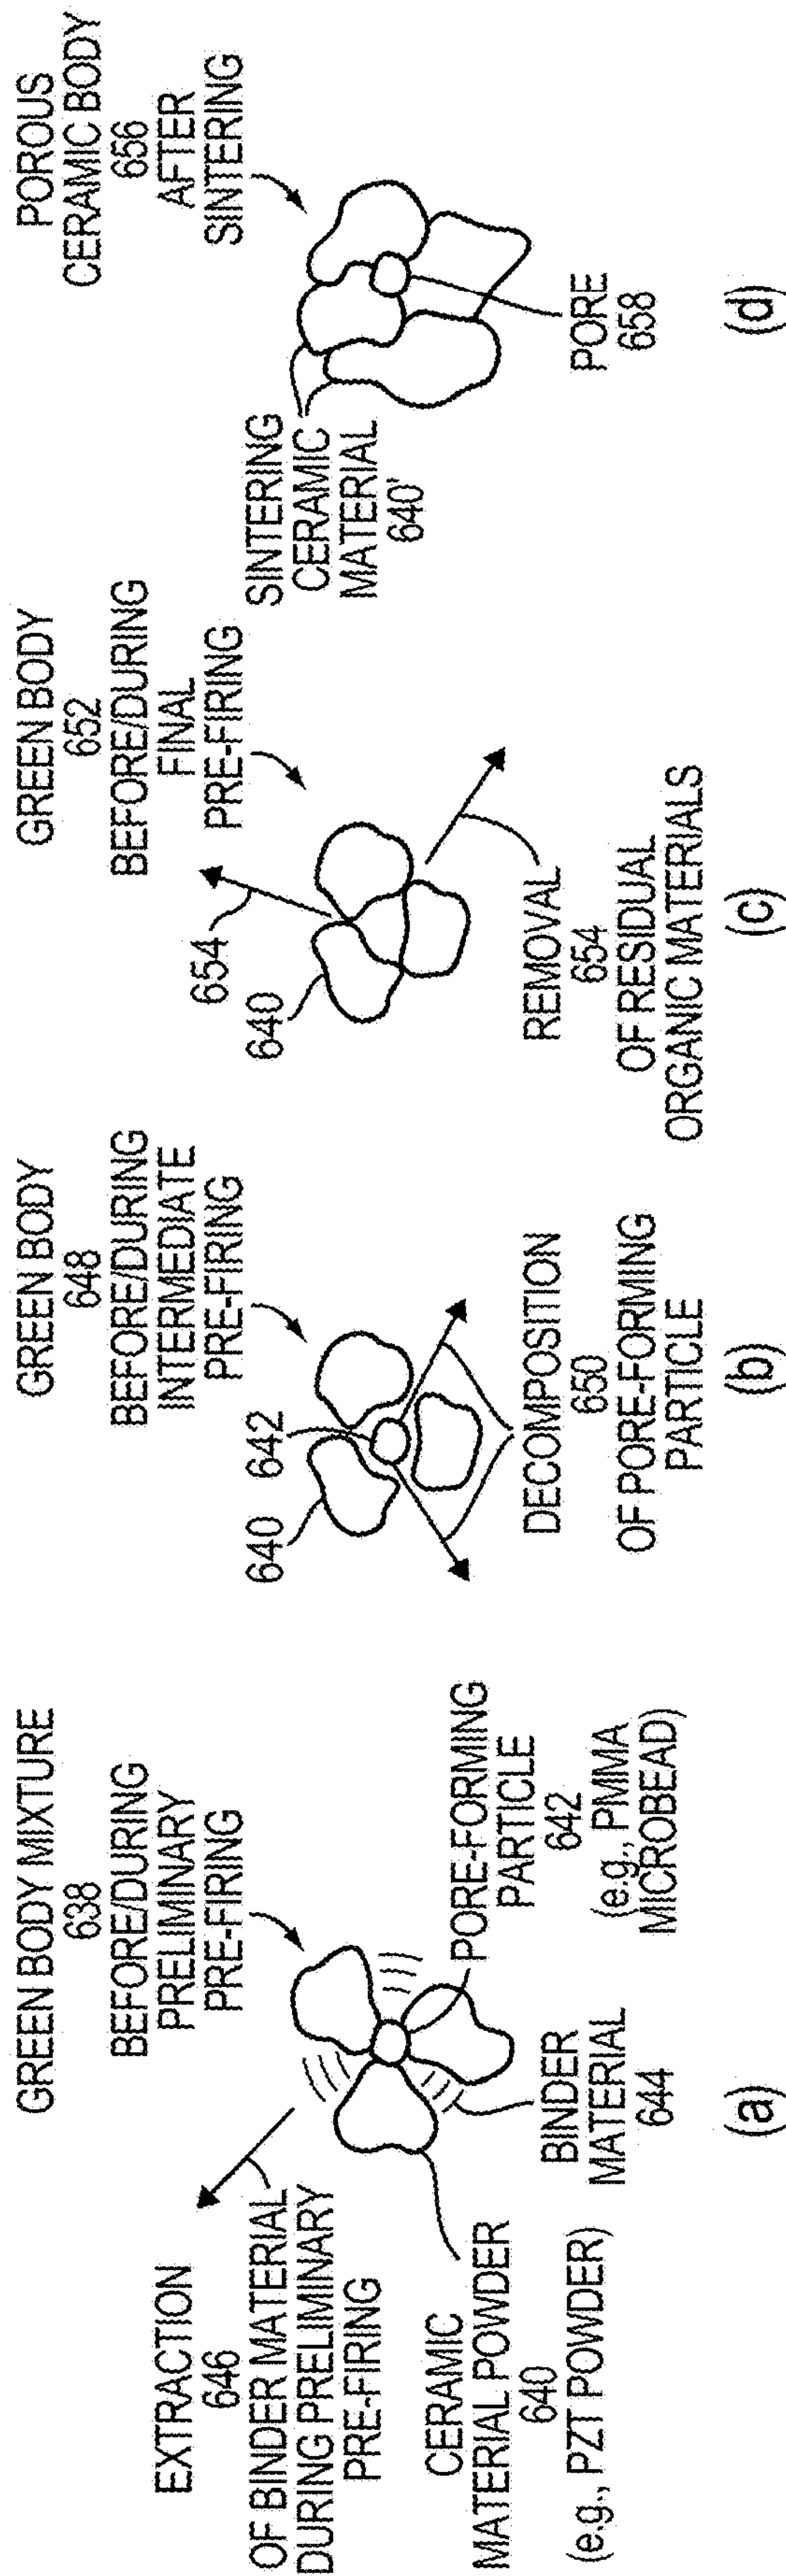 GREEN BODY MIXTURE
638
BEFORE/DURING
PRELIMINARY
PRE-FIRING
EXTRACTION
646
OF BINDER MATERIAL
DURING PRELIMINARY
PRE-FIRING
CERAMIC
MATERIAL POWDER
640
(e.g., PZT POWDER)
BINDER
MATERIAL
644
PORE-FORMING
PARTICLE
642
(e.g., PMMA
MICROBEAD)
(a)
GREEN BODY
648
BEFORE/DURING
INTERMEDIATE
PRE-FIRING
640
642
DECOMPOSITION
650
OF PORE-FORMING
PARTICLE
(b)
GREEN BODY
652
BEFORE/DURING
FINAL
PRE-FIRING
654
640
REMOVAL
654
OF RESIDUAL
ORGANIC MATERIALS
(c)
POROUS
CERAMIC BODY
656
AFTER
SINTERING
SINTERING
CERAMIC
MATERIAL
640'
PORE
658
(d)